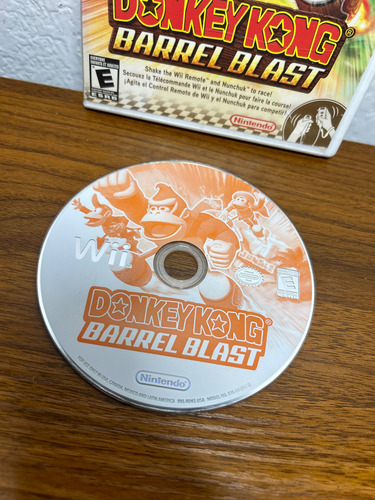 DONKEY KONG
BARREL BLAST
Shake the Wii Remote™ and Nunchuk™ to race!
Secouez la Télécommande Wii et le Nunchuk pour faire la course!
¡Agita el Control Remoto de Wii y el Nunchuk para competir!
E
ESRB
Nintendo
Wii
E
DONKEY KONG
BARREL BLAST
Nintendo